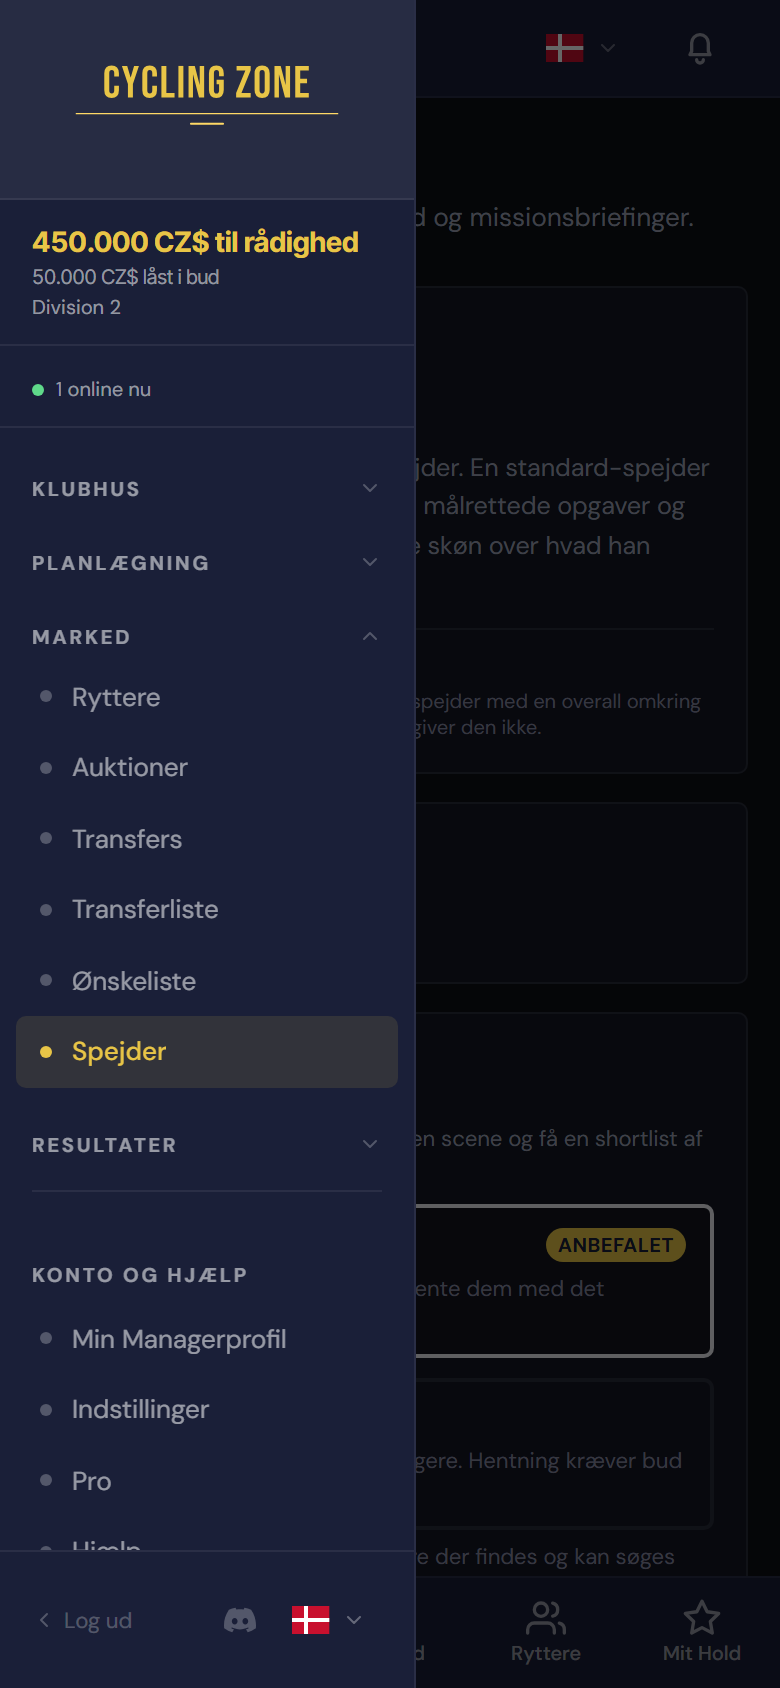 CYCLING ZONE
450.000 CZ$ til rådighed
50.000 CZ$ låst i bud
Division 2
1 online nu
KLUBHUS
PLANLÆGNING
MARKED
Ryttere
Auktioner
Transfers
Transferliste
Ønskeliste
Spejder
RESULTATER
KONTO OG HJÆLP
Min Managerprofil
Indstillinger
Pro
Hjælp
Log ud
og missionsbriefinger.
En standard-spejder
målrettede opgaver og
skøn over hvad han
spejder med en overall omkring
giver den ikke.
scene og få en shortlist af
ANBEFALET
dem med det
Hentning kræver bud
der findes og kan søges
Ryttere
Mit Hold